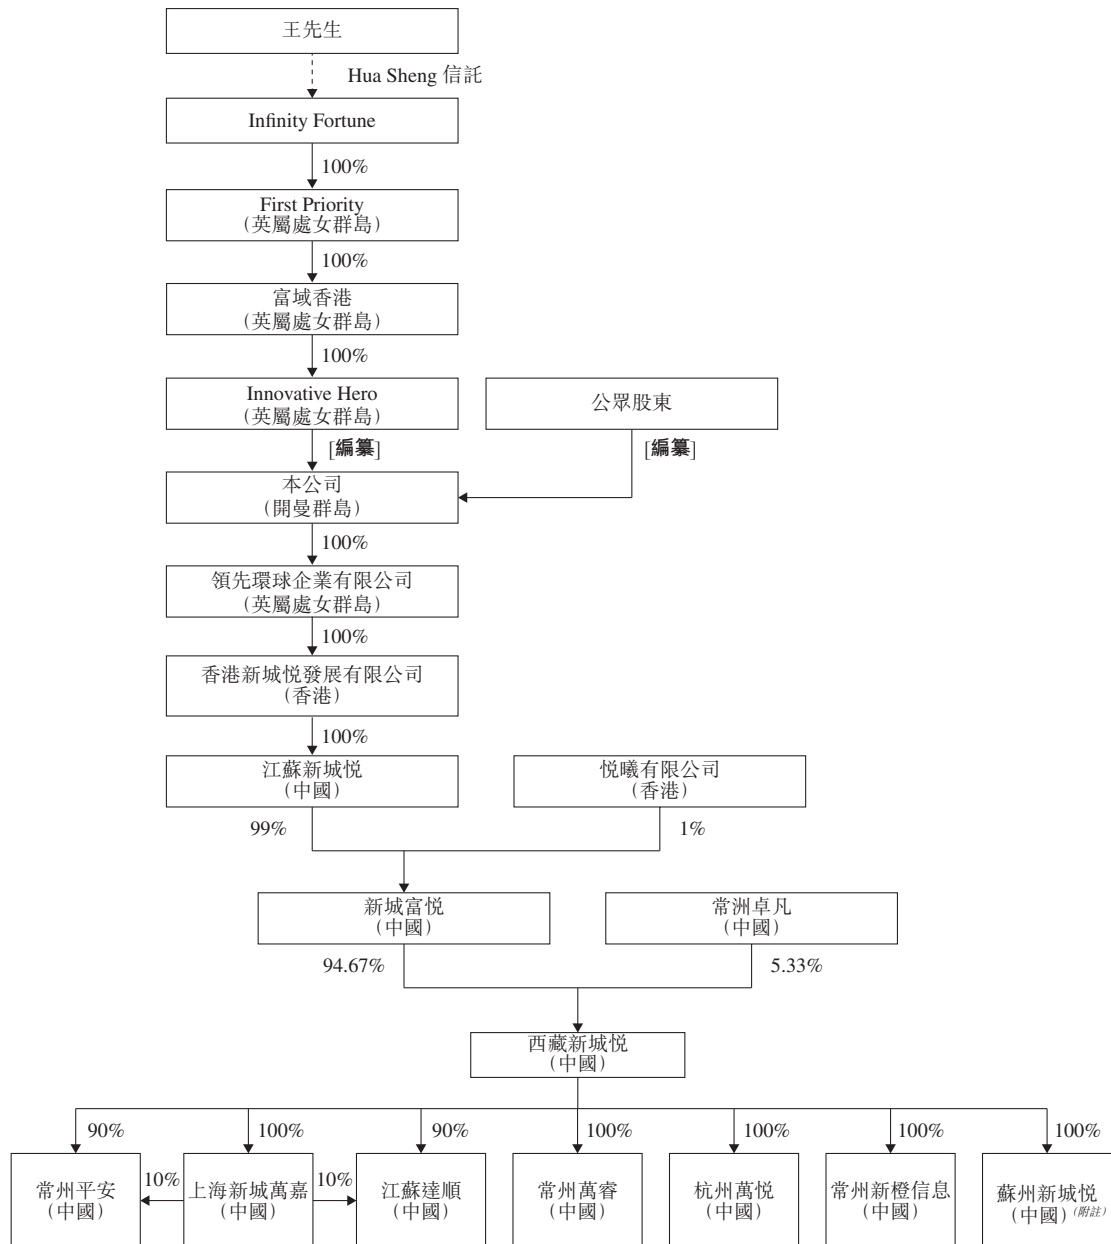 王先生
Hua Sheng 信託
Infinity Fortune
100%
First Priority
（英屬處女群島）
100%
富域香港
（英屬處女群島）
100%
Innovative Hero
（英屬處女群島）
公眾股東
[編纂]
[編纂]
本公司
（開曼群島）
100%
領先環球企業有限公司
（英屬處女群島）
100%
香港新城悦發展有限公司
（香港）
100%
江蘇新城悦
（中國）
悦曦有限公司
（香港）
99%
1%
新城富悦
（中國）
常洲卓凡
（中國）
94.67%
5.33%
西藏新城悦
（中國）
90%
100%
90%
100%
100%
100%
100%
常州平安
（中國）
10%
上海新城萬嘉
（中國）
10%
江蘇達順
（中國）
常州萬睿
（中國）
杭州萬悦
（中國）
常州新橙信息
（中國）
蘇州新城悦
（中國）（附註）